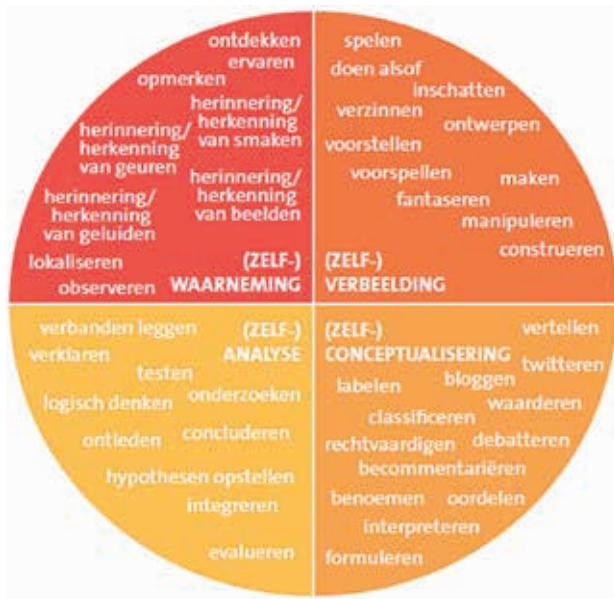 ontdekken
ervaren
opmerken
herinnering/
herkenning
van smaken
herinnering/
herkenning
van geuren
herinnering/
herkenning
van beelden
herinnering/
herkenning
van geluiden
lokaliseren
observeren
(ZELF-)
WAARNEMING
spelen
doen alsof
inschatten
verzinnen
ontwerpen
voorstellen
voorspellen
maken
fantaseren
manipuleren
construeren
(ZELF-)
VERBEELDING
verbanden leggen
(ZELF-)
ANALYSE
verklaren
testen
onderzoeken
logisch denken
ontleden
concluderen
hypothesen opstellen
integreren
evalueren
(ZELF-)
CONCEPTUALISERING
vertellen
twitteren
bloggen
labelen
waarderen
classificeren
rechtvaardigen
debatteren
becommentariëren
benoemen
oordelen
interpreteren
formuleren